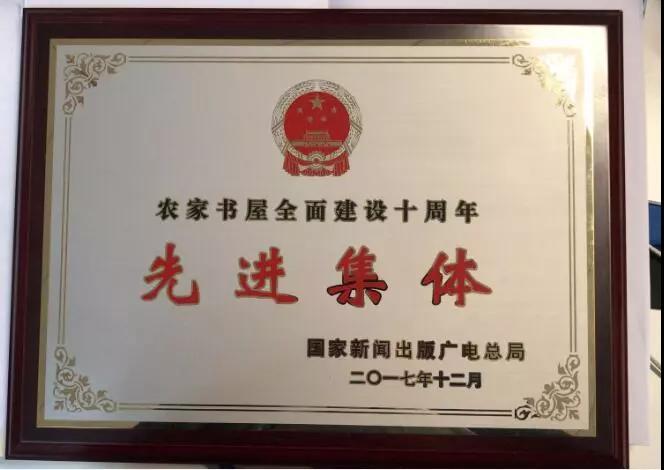 农家书屋全面建设十周年
先进集体
国家新闻出版广电总局
二〇一七年十二月